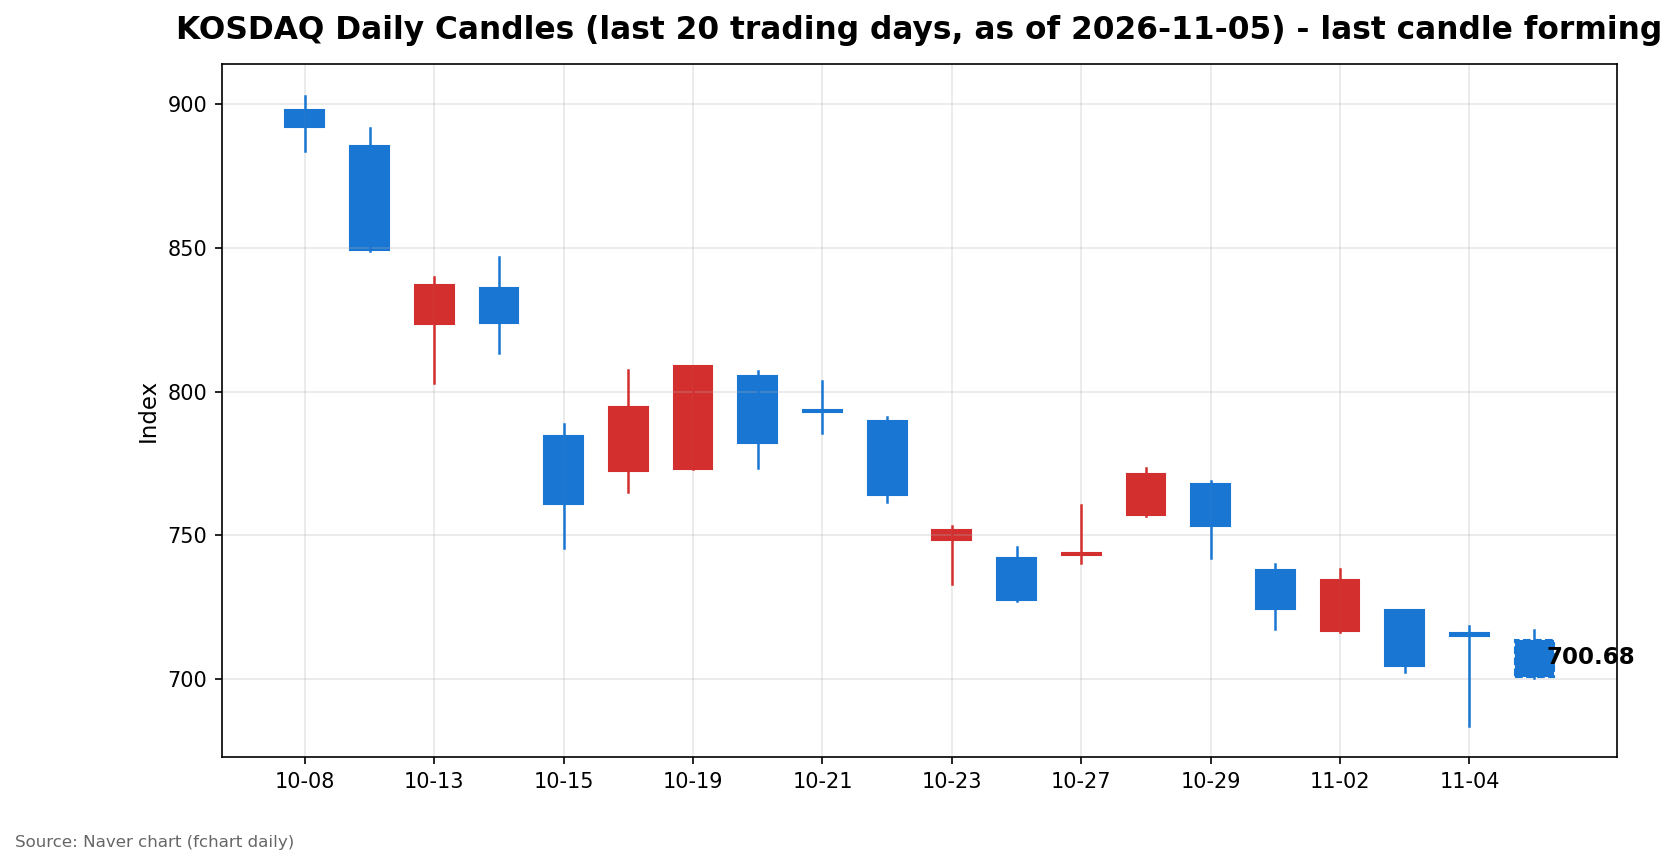 KOSDAQ Daily Candles (last 20 trading days, as of 2026-11-05) - last candle forming
Index
900
850
800
750
700
700.68
10-08 10-13 10-15 10-19 10-21 10-23 10-27 10-29 11-02 11-04
Source: Naver chart (fchart daily)